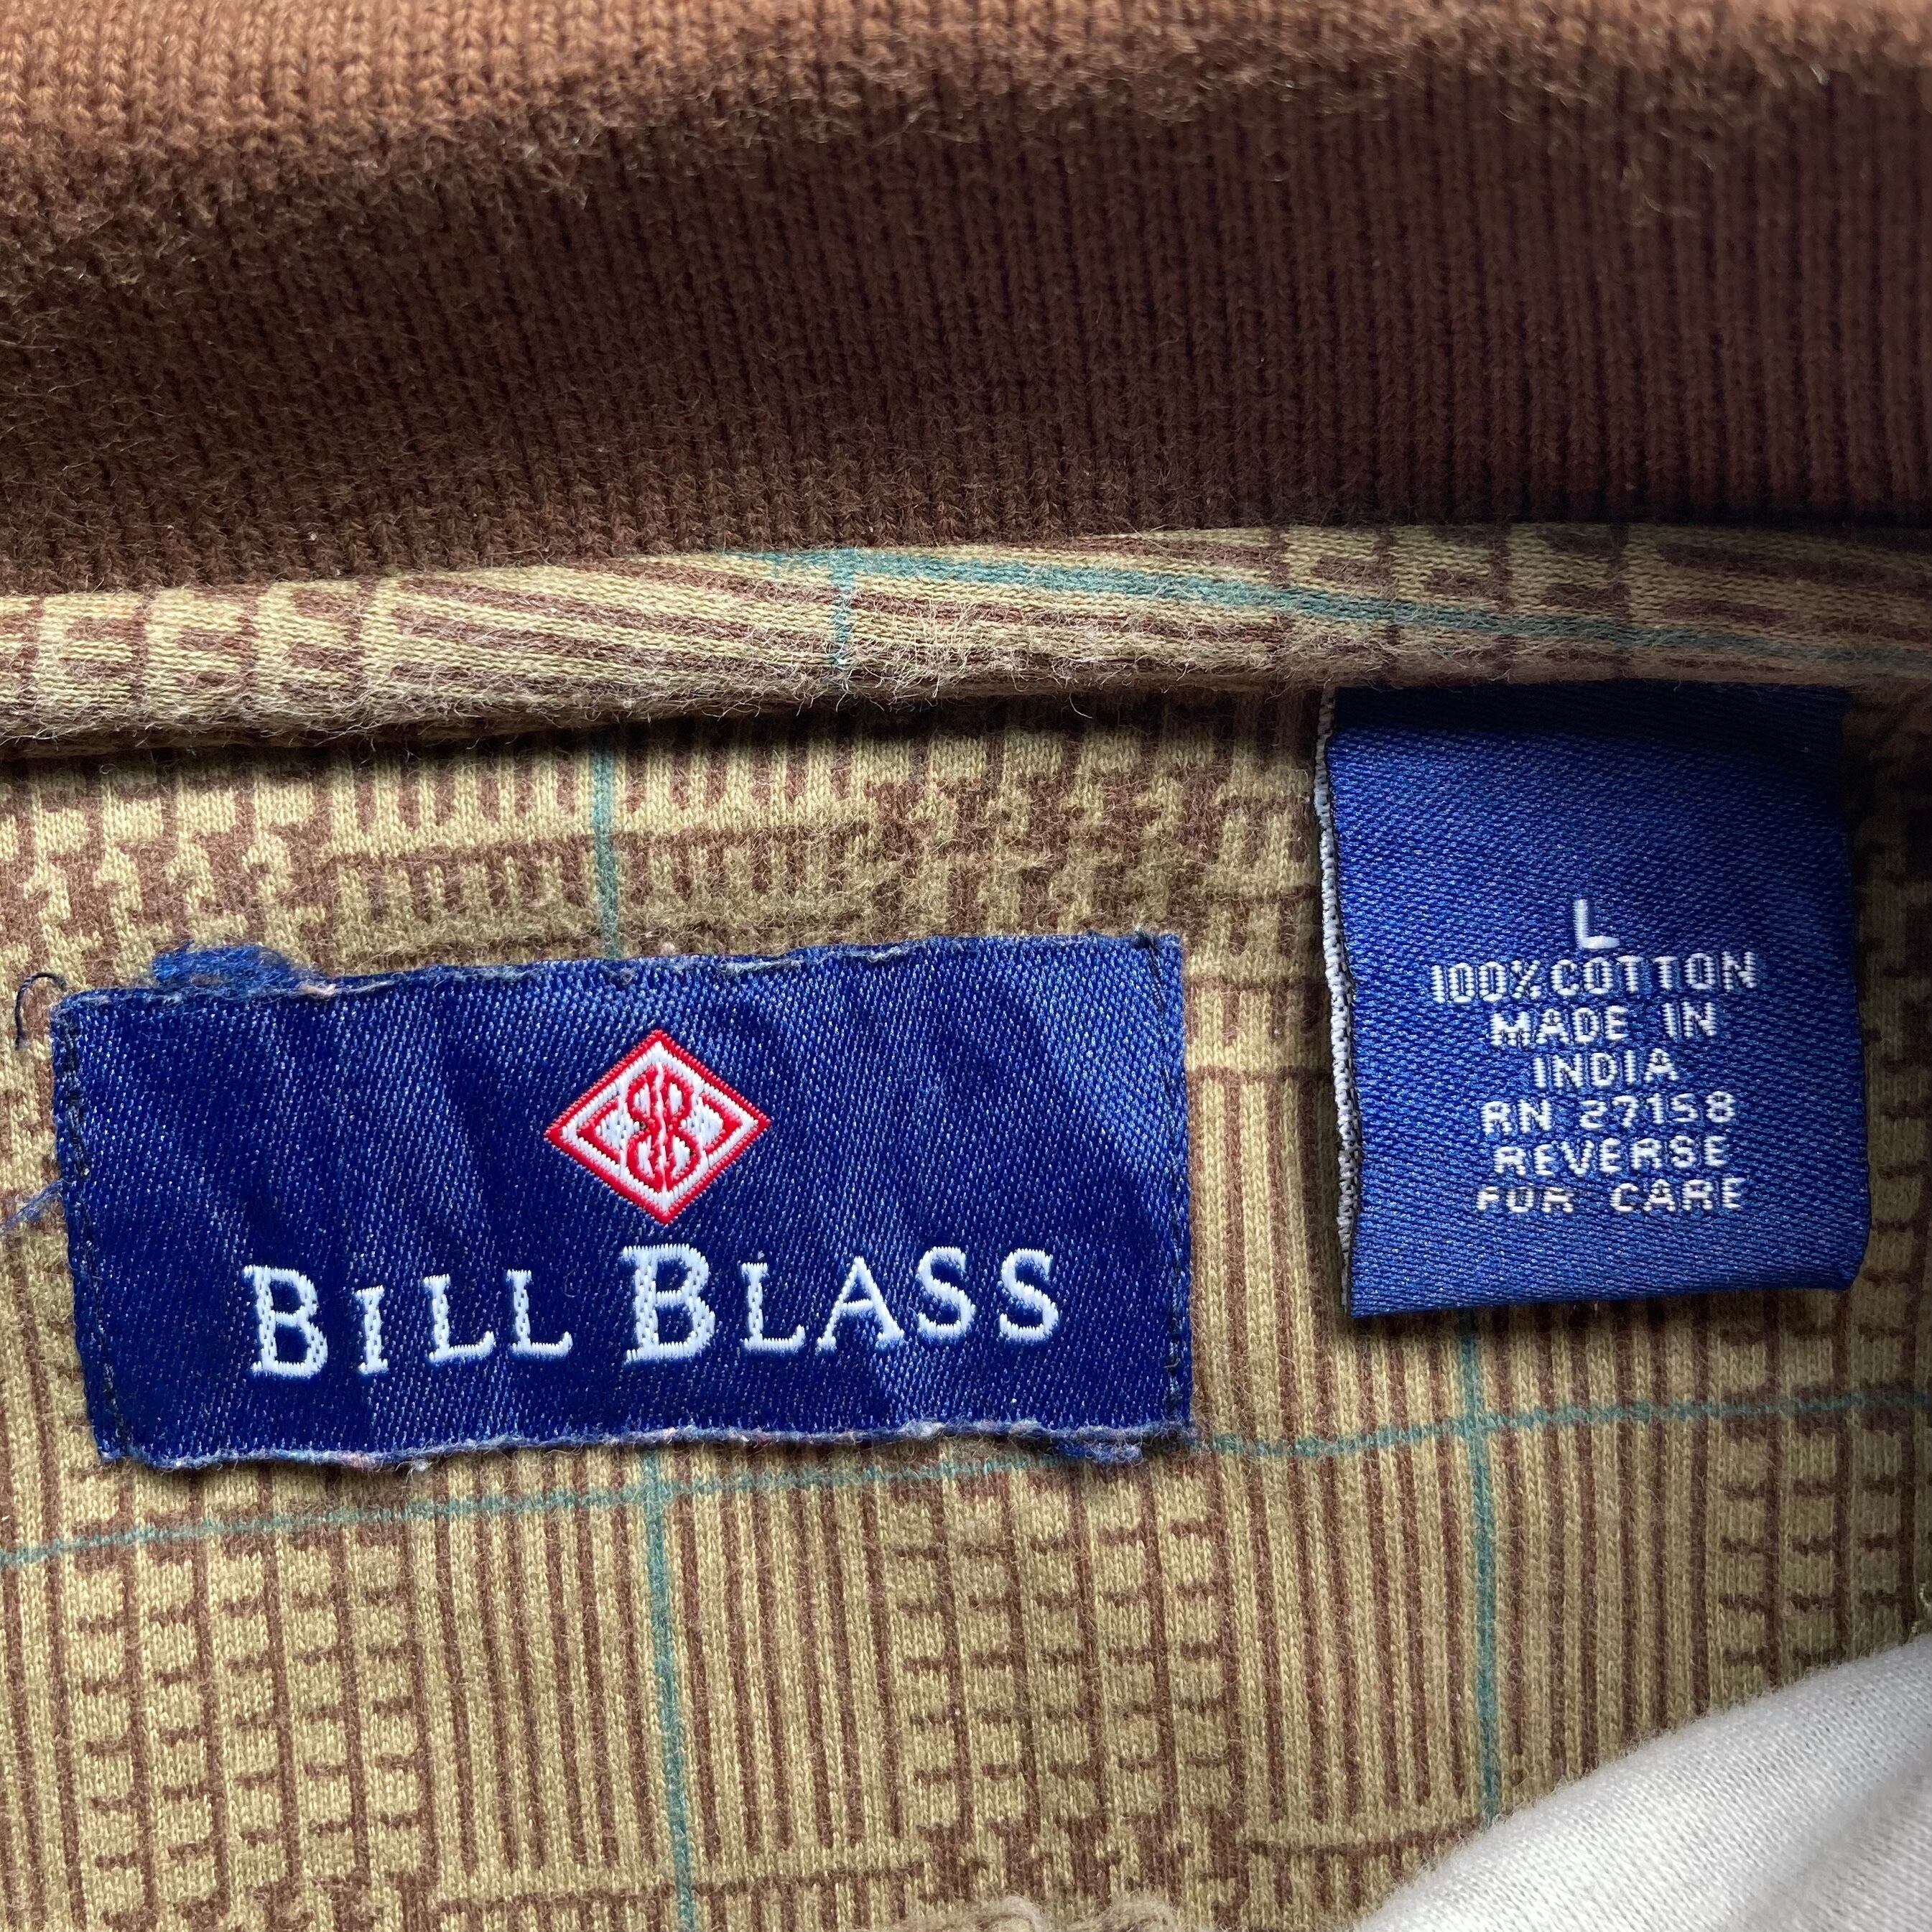 BILL BLASS
L
100% COTTON
MADE IN
INDIA
RN 27158
REVERSE
FOR CARE